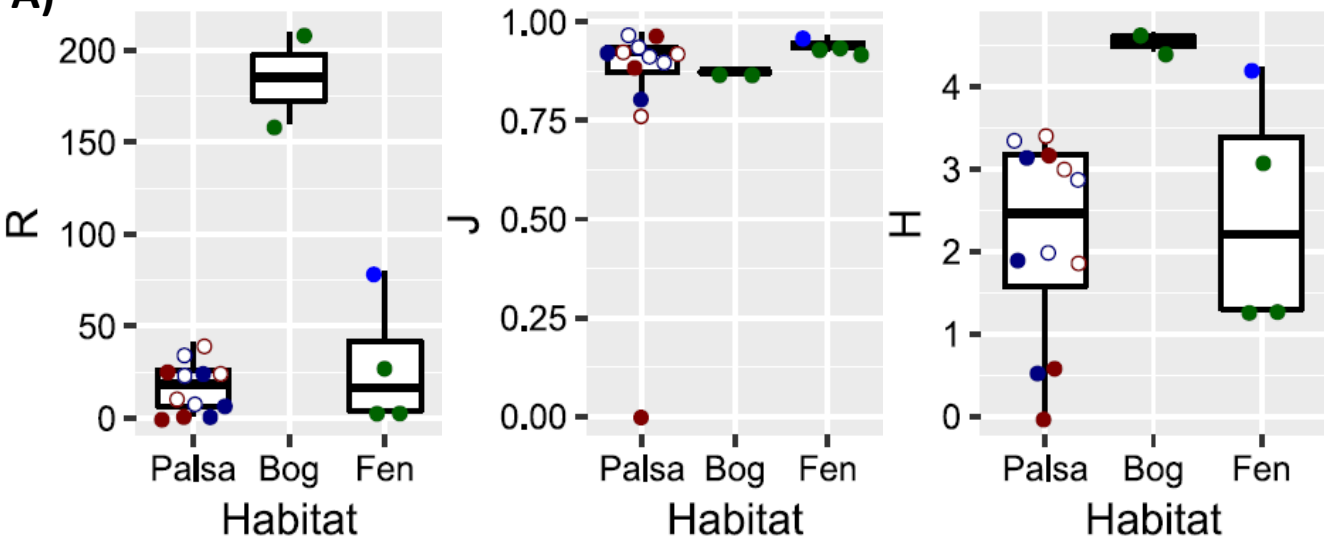 A)
R
200
150
100
50
0
Palsa Bog Fen
Habitat
J
1.00
0.75
0.50
0.25
0.00
Palsa Bog Fen
Habitat
H
4
3
2
1
0
Palsa Bog Fen
Habitat